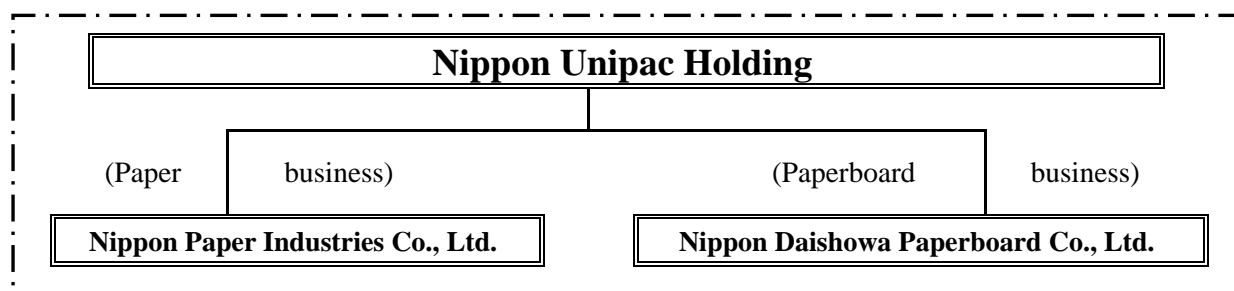 Nippon Unipac Holding
(Paper business) (Paperboard business)
Nippon Paper Industries Co., Ltd. Nippon Daishowa Paperboard Co., Ltd.